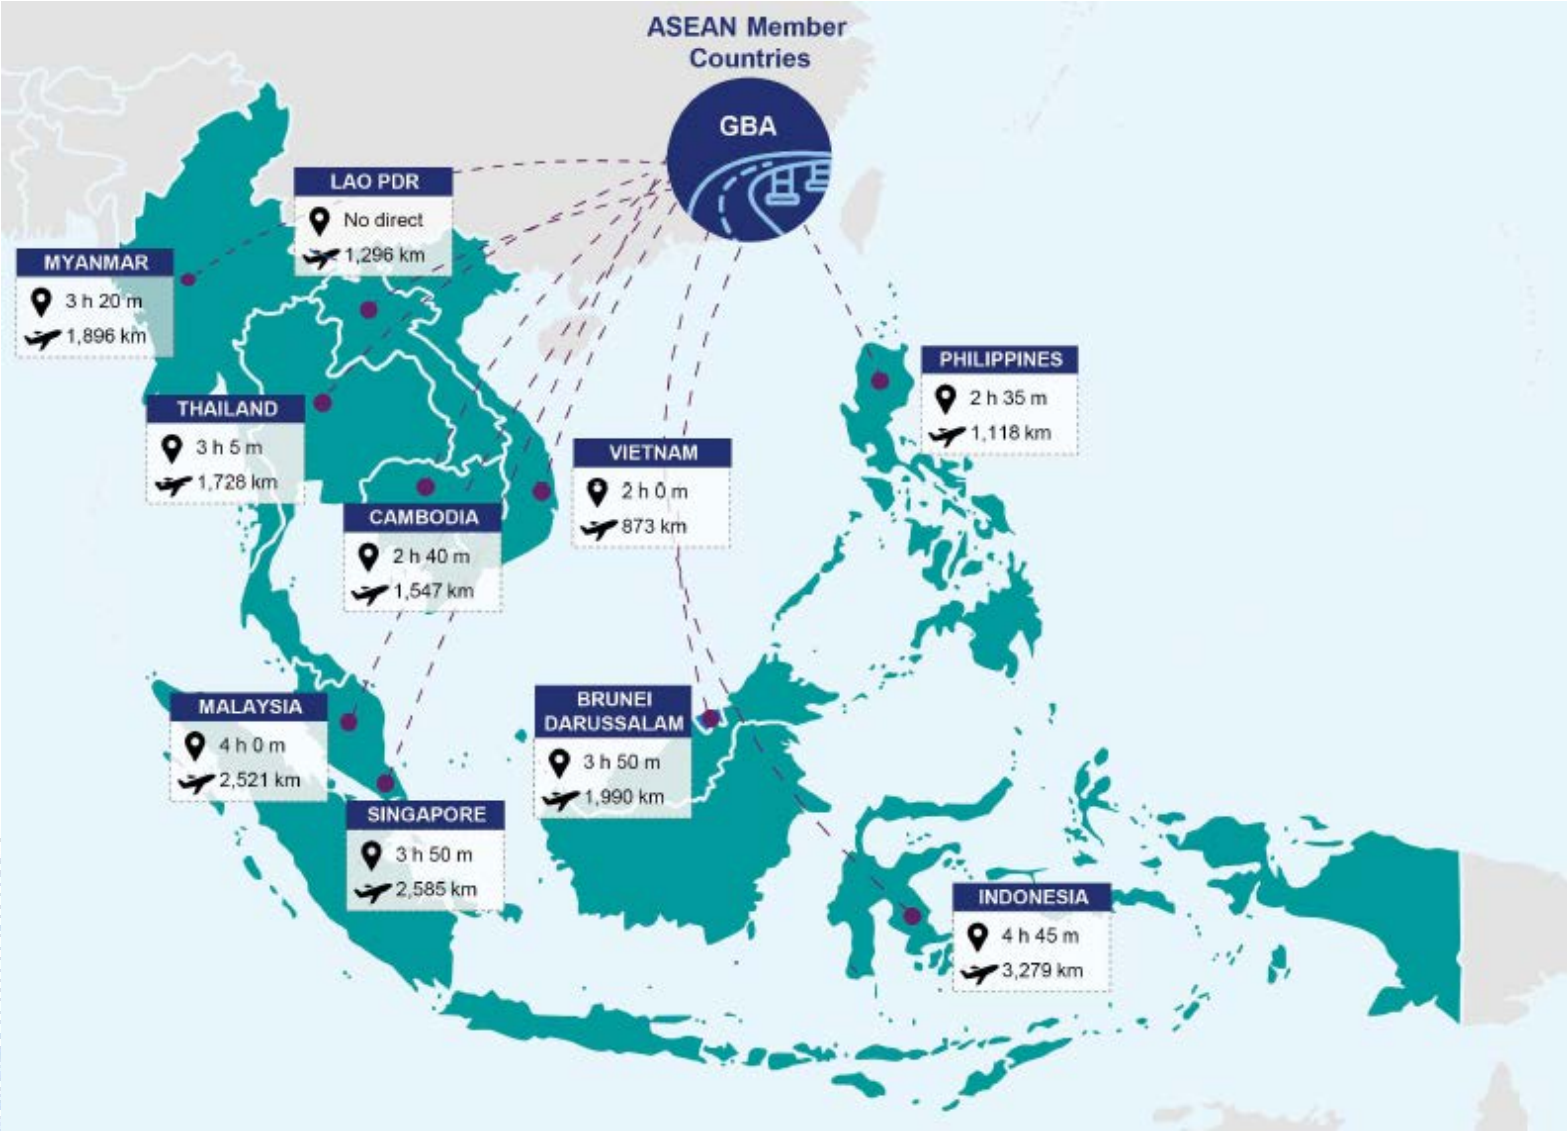 ASEAN Member
Countries
GBA
LAO PDR
No direct
1,296 km
MYANMAR
3 h 20 m
1,896 km
PHILIPPINES
2 h 35 m
1,118 km
THAILAND
3 h 5 m
1,728 km
VIETNAM
2 h 0 m
873 km
CAMBODIA
2 h 40 m
1,547 km
BRUNEI
DARUSSALAM
3 h 50 m
1,990 km
MALAYSIA
4 h 0 m
2,521 km
SINGAPORE
3 h 50 m
2,585 km
INDONESIA
4 h 45 m
3,279 km